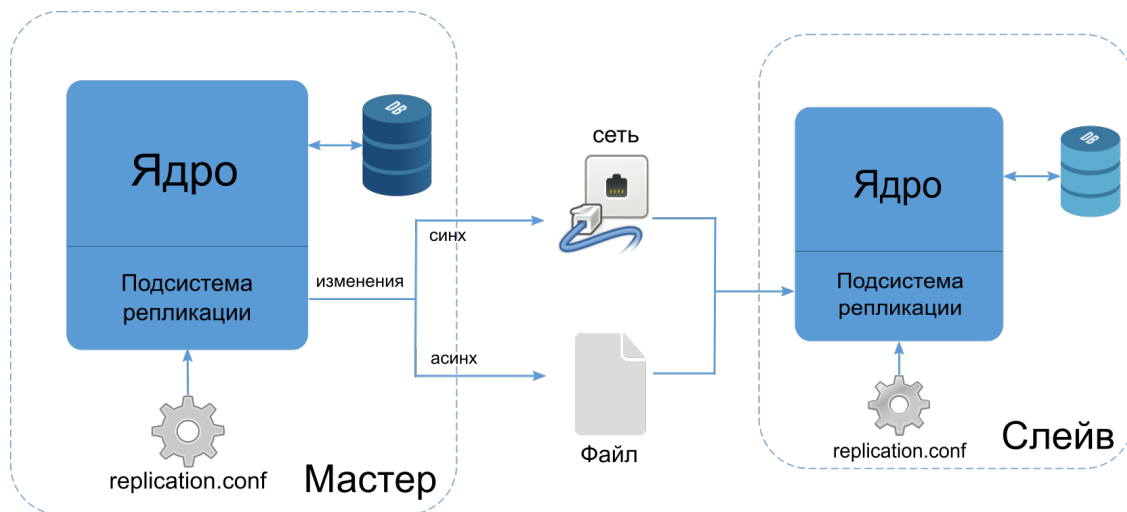 DB
Ядро
Подсистема
репликации
изменения
replication.conf
Мастер
синх
асинх
сеть
Файл
DB
Ядро
Подсистема
репликации
replication.conf
Слейв